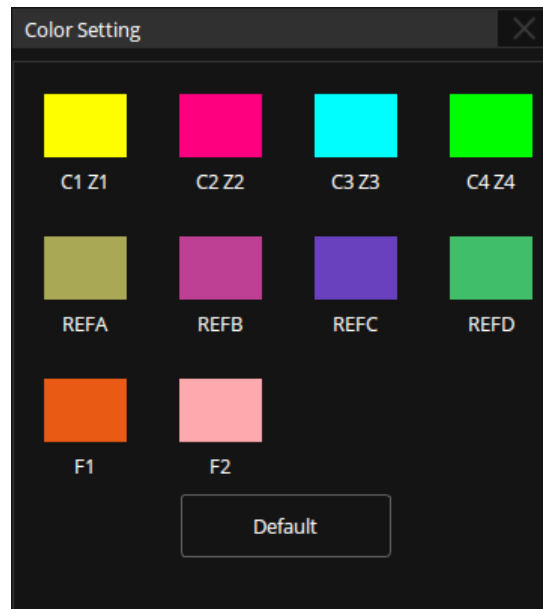 Color Setting
C1 Z1 C2 Z2 C3 Z3 C4 Z4
REFA REFB REFC REFD
F1 F2
Default